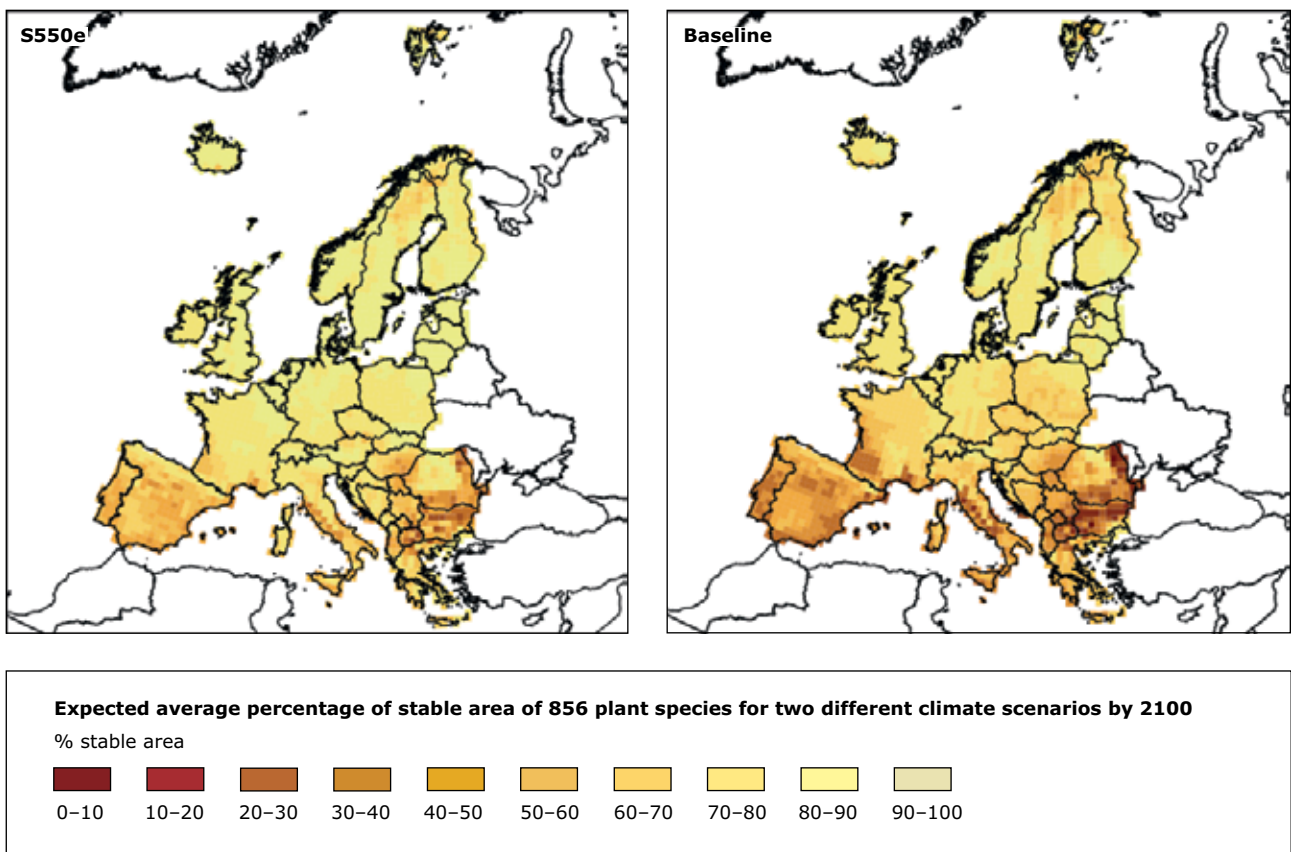 S550e
Baseline
Expected average percentage of stable area of 856 plant species for two different climate scenarios by 2100
% stable area
0–10 10–20 20–30 30–40 40–50 50–60 60–70 70–80 80–90 90–100